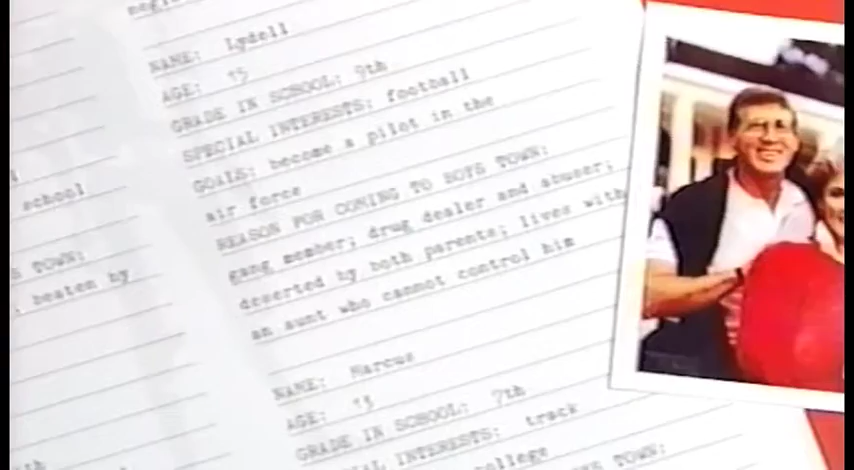 NAME: Lydell
AGE: 15
GRADE IN SCHOOL: 9th
SPECIAL INTERESTS: football
GOALS: become a pilot in the
air force
REASON FOR COMING TO BOYS TOWN:
gang member; drug dealer and abuser;
deserted by both parents; lives with
an aunt who cannot control him
NAME: Marcus
AGE: 13
GRADE IN SCHOOL: 7th
INTERESTS: track
college
TOWN:
school
TOWN:
beaten by